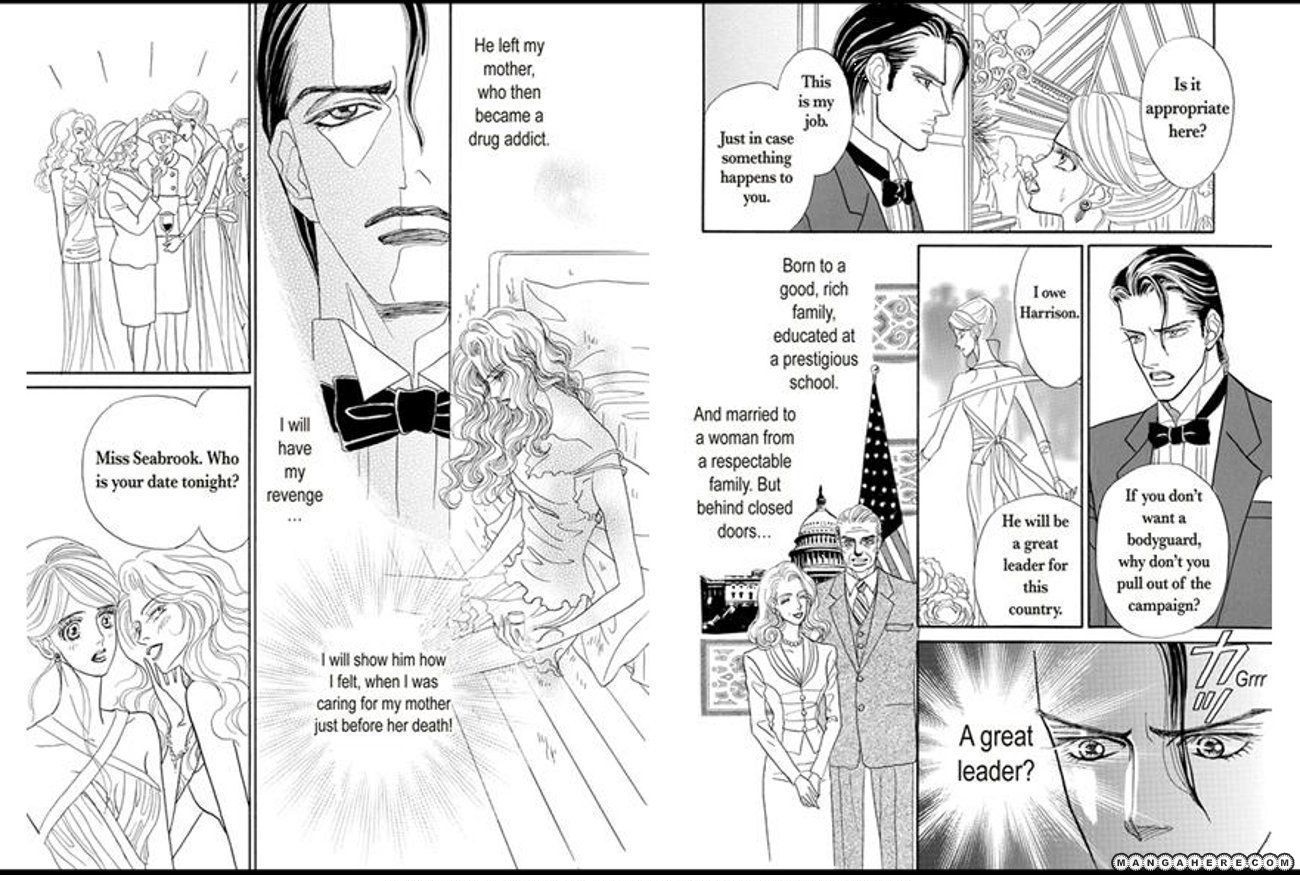 Is it
appropriate
here?
This
is my
job.
Just in case
something
happens to
you.
If you don't
want a
bodyguard,
why don't you
pull out of the
campaign?
I owe
Harrison.
He will be
a great
leader for
this
country.
カッ
Grrr
A great
leader?
Born to a
good, rich
family,
educated at
a prestigious
school.
And married to
a woman from
a respectable
family. But
behind closed
doors...
He left my
mother,
who then
became a
drug addict.
I will
have
my
revenge
...
I will show him how
I felt, when I was
caring for my mother
just before her death!
Miss Seabrook. Who
is your date tonight?
MANGAHERE.COM